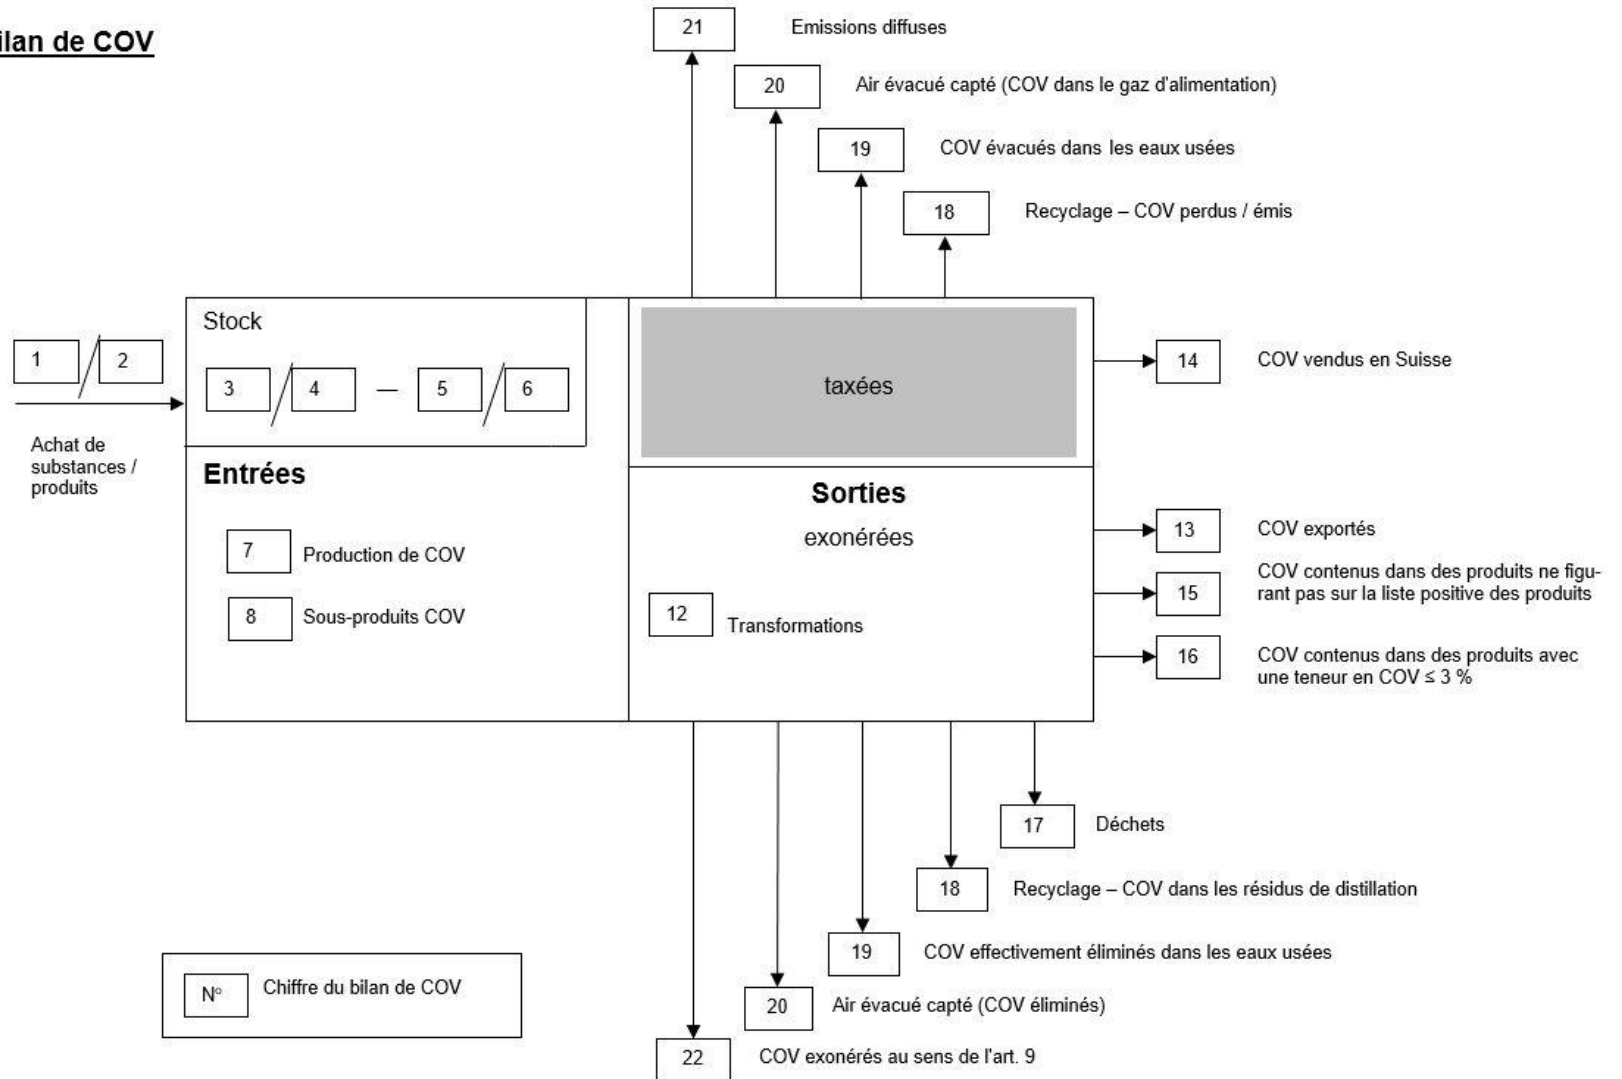 ilan de COV
21 Emissions diffuses
20 Air évacué capté (COV dans le gaz d'alimentation)
19 COV évacués dans les eaux usées
18 Recyclage – COV perdus / émis
1 / 2
Achat de
substances /
produits
Stock
3 / 4 — 5 / 6
Entrées
7 Production de COV
8 Sous-produits COV
taxées
Sorties
exonérées
12 Transformations
14 COV vendus en Suisse
13 COV exportés
15 COV contenus dans des produits ne figu-
rant pas sur la liste positive des produits
16 COV contenus dans des produits avec
une teneur en COV ≤ 3 %
17 Déchets
18 Recyclage – COV dans les résidus de distillation
19 COV effectivement éliminés dans les eaux usées
20 Air évacué capté (COV éliminés)
22 COV exonérés au sens de l'art. 9
N° Chiffre du bilan de COV